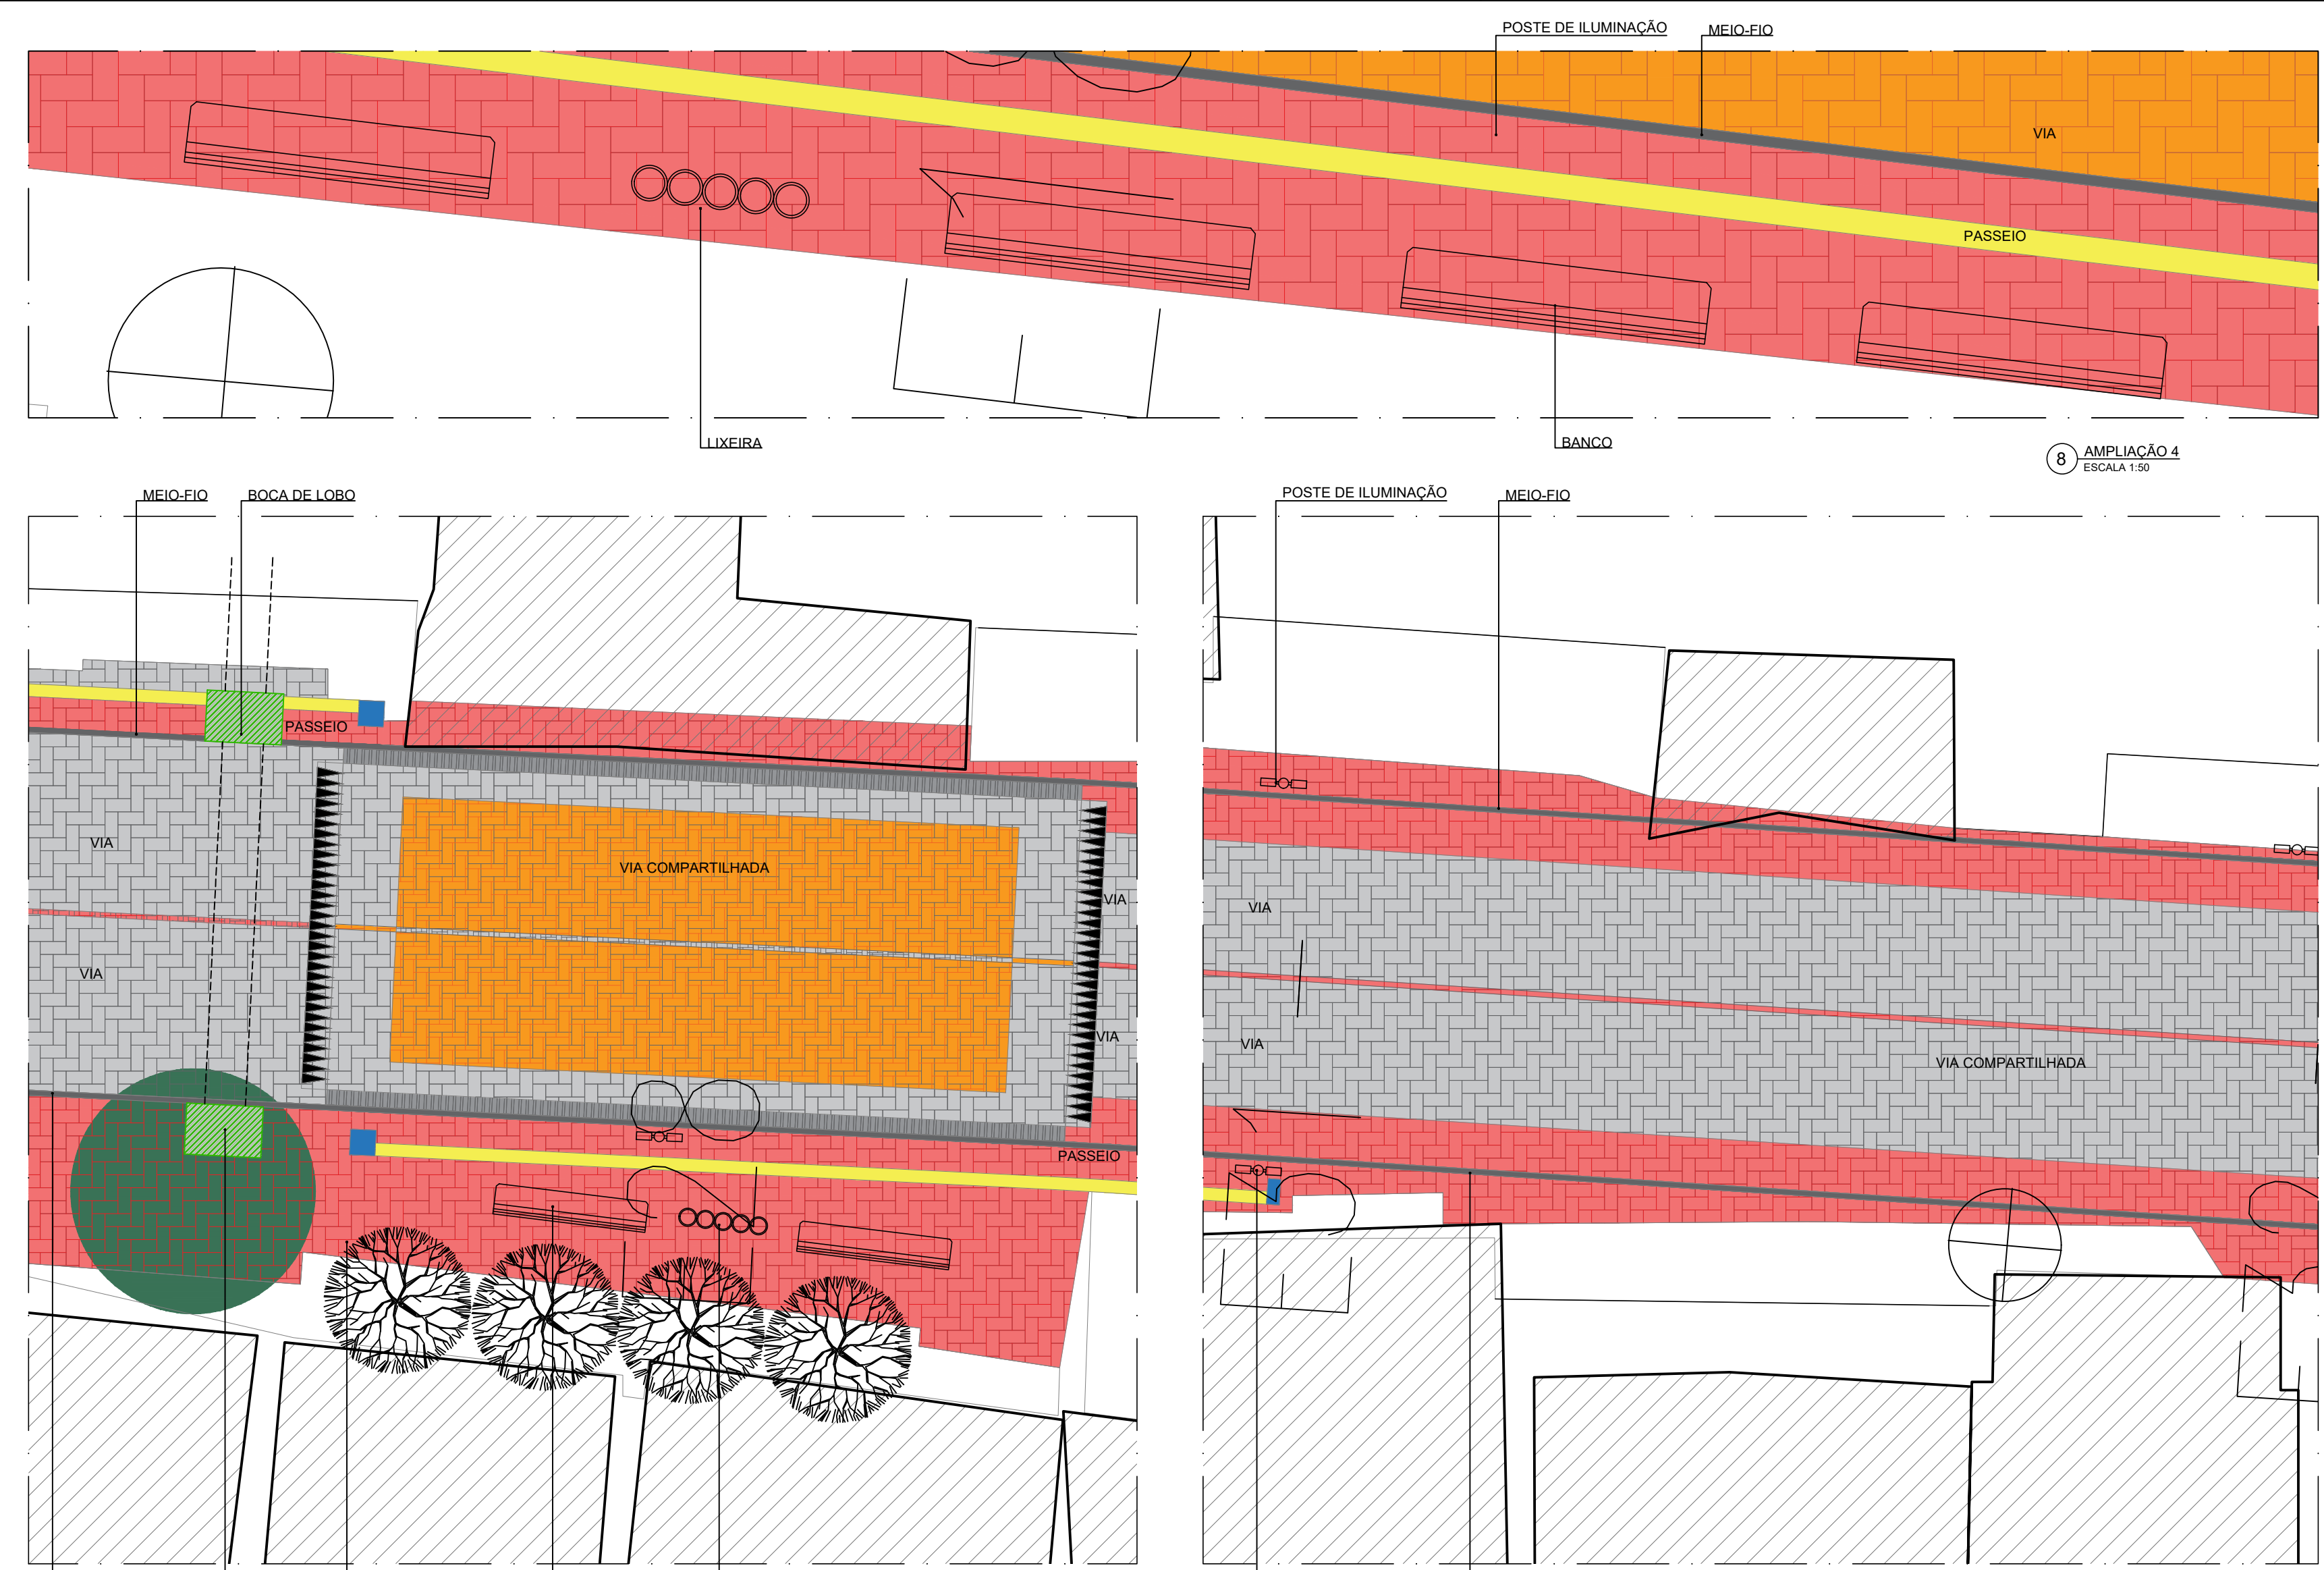 POSTE DE ILUMINAÇÃO
MEIO-FIO
VIA
PASSEIO
LIXEIRA
BANCO
8
AMPLIAÇÃO 4
ESCALA 1:50
MEIO-FIO
BOCA DE LOBO
PASSEIO
VIA
VIA COMPARTILHADA
VIA
VIA
VIA
PASSEIO
POSTE DE ILUMINAÇÃO
MEIO-FIO
VIA
VIA
VIA COMPARTILHADA